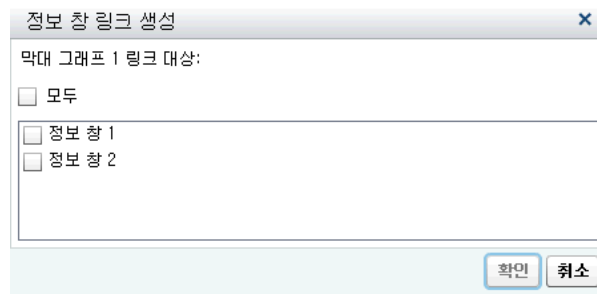 정보 창 링크 생성
막대 그래프 1 링크 대상:
모두
정보 창 1
정보 창 2
확인 취소